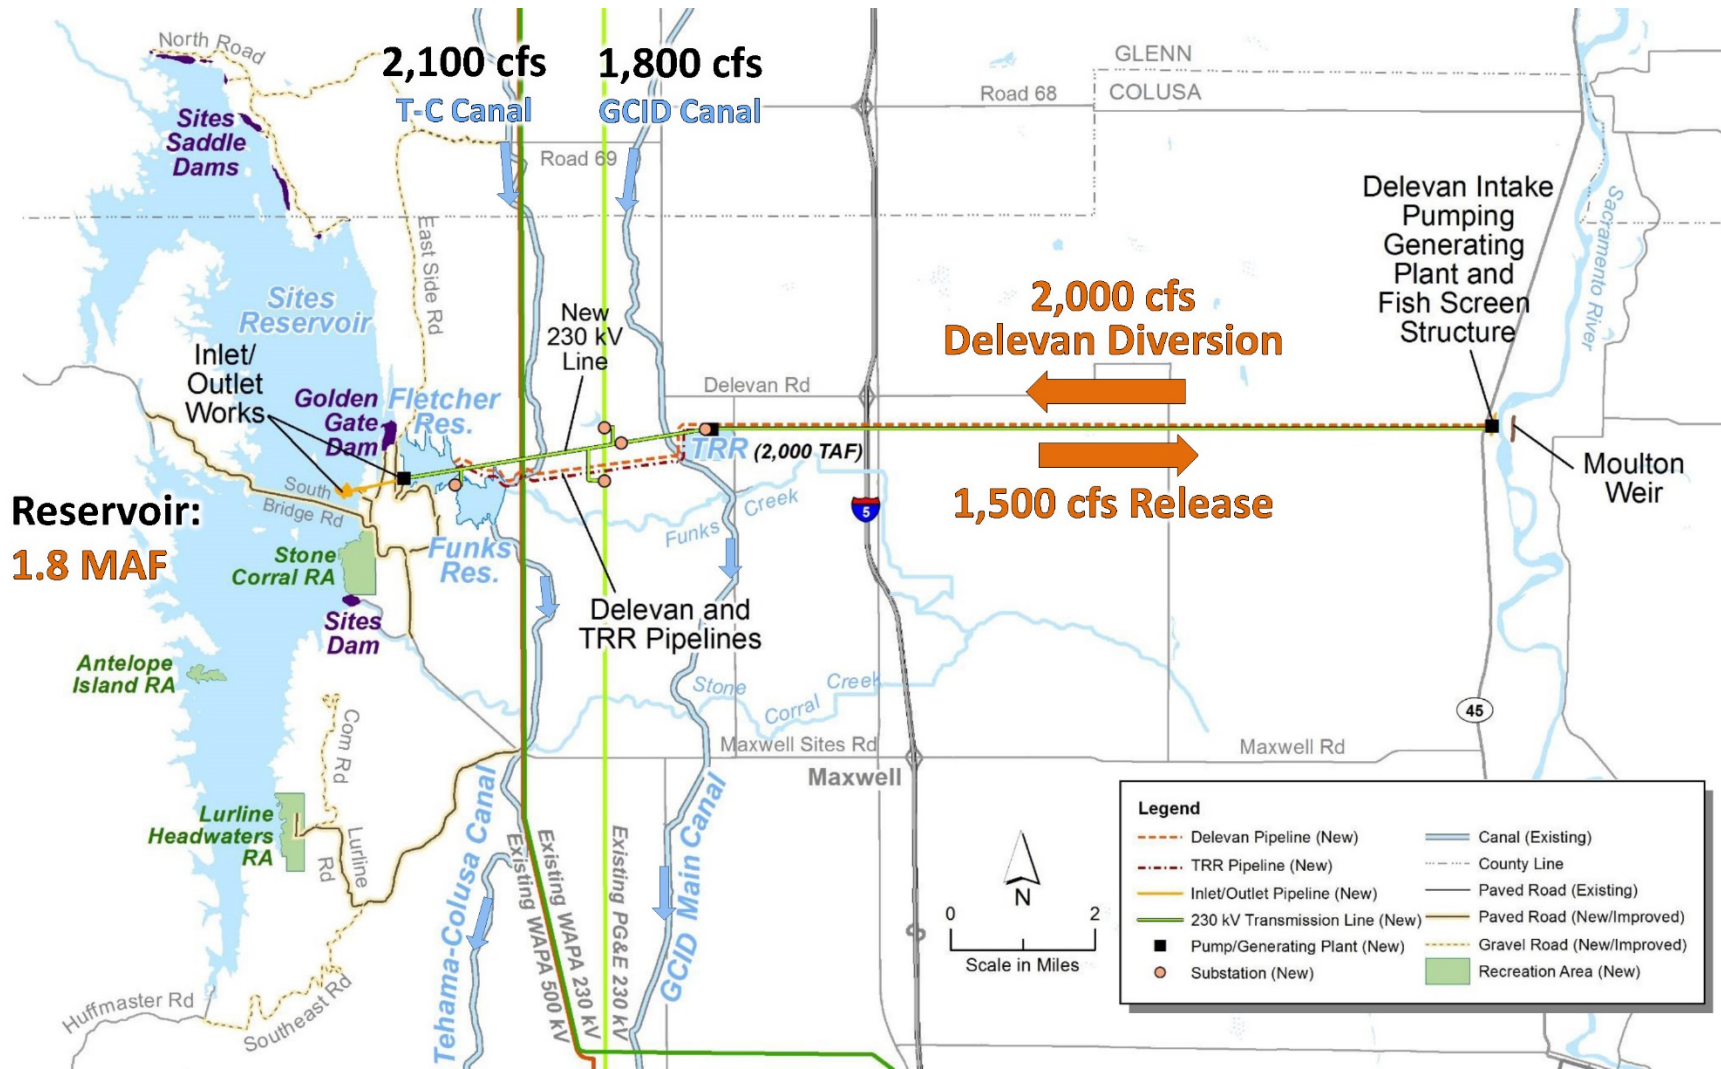 North Road
2,100 cfs
T-C Canal
1,800 cfs
GCID Canal
GLENN
COLUSA
Road 68
Road 69
Sites
Saddle
Dams
East Side Rd
Sites
Reservoir
Delevan Intake
Pumping
Generating
Plant and
Fish Screen
Structure
Sacramento River
2,000 cfs
Delevan Diversion
New
230 kV
Line
Inlet/
Outlet
Works
Golden
Gate
Dam
Fletcher
Res.
Delevan Rd
TRR (2,000 TAF)
1,500 cfs Release
Moulton
Weir
South
Bridge Rd
Reservoir:
1.8 MAF
Funks
Creek
5
Funks
Res.
Stone
Corral RA
Sites
Dam
Delevan and
TRR Pipelines
Antelope
Island RA
Stone
Corral
Creek
45
Com Rd
Maxwell Sites Rd
Maxwell Rd
Maxwell
Lurline
Headwaters
RA
Lurline
Rd
Tehama-Colusa Canal
Existing WAPA 500 kV
Existing WAPA 230 kV
Existing PG&E 230 kV
GCID Main Canal
Huffmaster Rd
Southeast Rd
N
0
2
Scale in Miles
Legend
Delevan Pipeline (New)
TRR Pipeline (New)
Inlet/Outlet Pipeline (New)
230 kV Transmission Line (New)
Pump/Generating Plant (New)
Substation (New)
Canal (Existing)
County Line
Paved Road (Existing)
Paved Road (New/Improved)
Gravel Road (New/Improved)
Recreation Area (New)